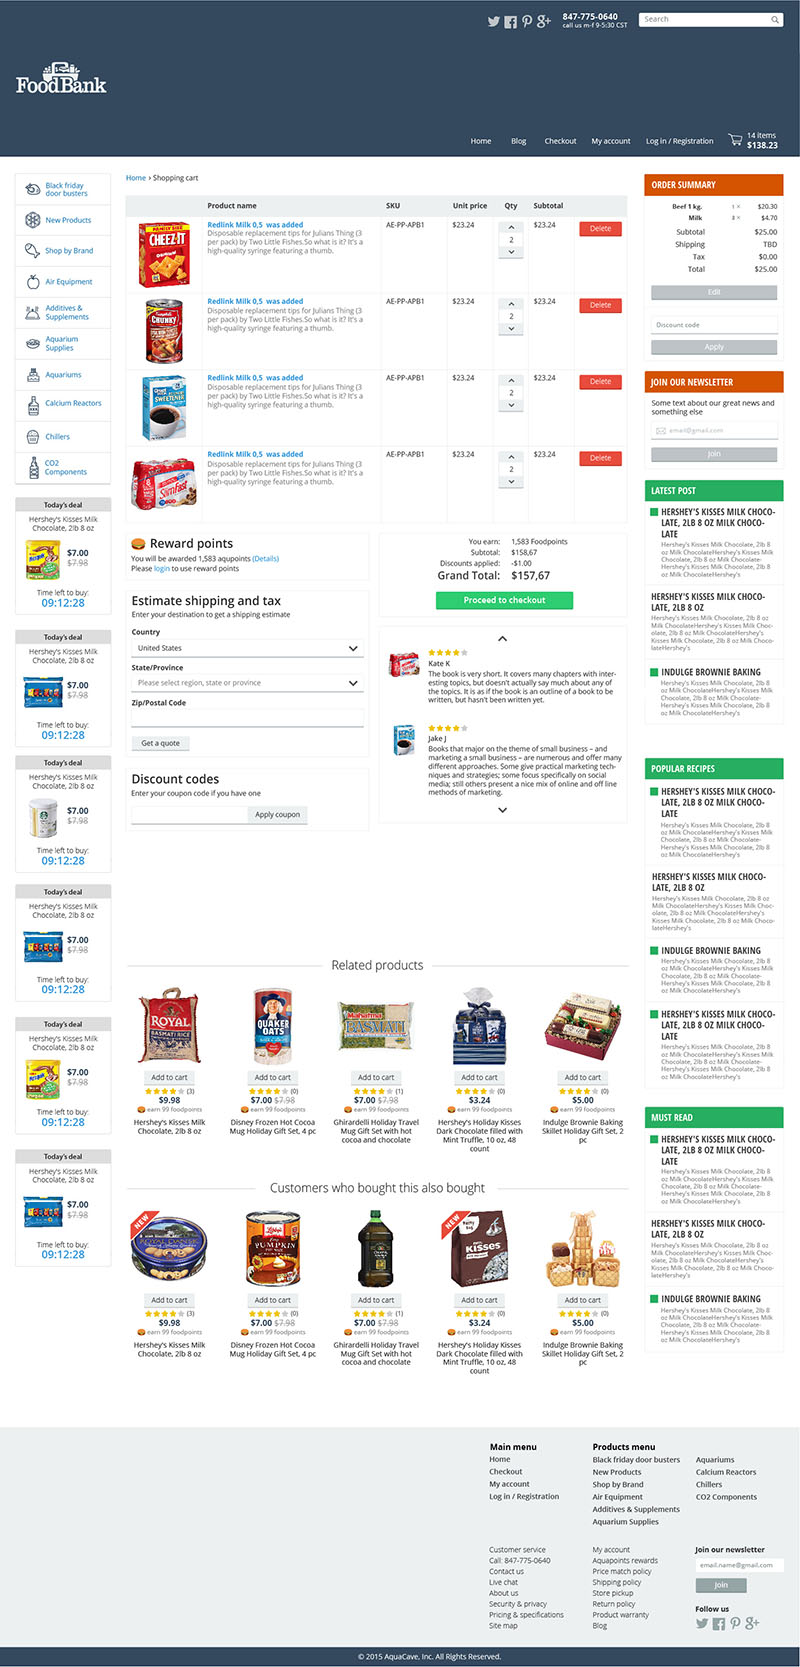 847-775-0640
call us m-f 9-5:30 CST
Search
FoodBank
Home
Blog
Checkout
My account
Log in / Registration
14 items
$138.23
Black friday
door busters
New Products
Shop by Brand
Air Equipment
Additives &
Supplements
Aquarium
Supplies
Aquariums
Calcium Reactors
Chillers
CO2
Components
Today's deal
Hershey's Kisses Milk
Chocolate, 2lb 8 oz
$7.00
$7.98
Time left to buy:
09:12:28
Today's deal
Hershey's Kisses Milk
Chocolate, 2lb 8 oz
$7.00
$7.98
Time left to buy:
09:12:28
Today's deal
Hershey's Kisses Milk
Chocolate, 2lb 8 oz
$7.00
$7.98
Time left to buy:
09:12:28
Today's deal
Hershey's Kisses Milk
Chocolate, 2lb 8 oz
$7.00
$7.98
Time left to buy:
09:12:28
Today's deal
Hershey's Kisses Milk
Chocolate, 2lb 8 oz
$7.00
$7.98
Time left to buy:
09:12:28
Today's deal
Hershey's Kisses Milk
Chocolate, 2lb 8 oz
$7.00
$7.98
Time left to buy:
09:12:28
Home › Shopping cart
Product name SKU Unit price Qty Subtotal
CHEEZ-IT
Redlink Milk 0,5 was added
Disposable replacement tips for Julians Thing (3
per pack) by Two Little Fishes.So what is it? It's a
high-quality syringe featuring a thumb.
AE-PP-APB1 $23.24 2 $23.24 Delete
CHUNKY
Redlink Milk 0,5 was added
Disposable replacement tips for Julians Thing (3
per pack) by Two Little Fishes.So what is it? It's a
high-quality syringe featuring a thumb.
AE-PP-APB1 $23.24 2 $23.24 Delete
SWEETENER
Redlink Milk 0,5 was added
Disposable replacement tips for Julians Thing (3
per pack) by Two Little Fishes.So what is it? It's a
high-quality syringe featuring a thumb.
AE-PP-APB1 $23.24 2 $23.24 Delete
SlimFast
Redlink Milk 0,5 was added
Disposable replacement tips for Julians Thing (3
per pack) by Two Little Fishes.So what is it? It's a
high-quality syringe featuring a thumb.
AE-PP-APB1 $23.24 2 $23.24 Delete
Reward points
You will be awarded 1,583 aqupoints (Details)
Please login to use reward points
Estimate shipping and tax
Enter your destination to get a shipping estimate
Country
United States
State/Province
Please select region, state or province
Zip/Postal Code
Get a quote
Discount codes
Enter your coupon code if you have one
Apply coupon
You earn: 1,583 Foodpoints
Subtotal: $158,67
Discounts applied: -$1.00
Grand Total: $157,67
Proceed to checkout
Kate K
The book is very short. It covers many chapters with inter-
esting topics, but doesn't actually say much about any of
the topics. It is as if the book is an outline of a book to be
written, but hasn't been written yet.
Jake J
Books that major on the theme of small business – and
marketing a small business – are numerous and offer many
different approaches. Some give practical marketing tech-
niques and strategies; some focus specifically on social
media; still others present a nice mix of online and off line
methods of marketing.
Related products
ROYAL
BASMATI RICE
Add to cart
(3)
$9.98
earn 99 foodpoints
Hershey's Kisses Milk
Chocolate, 2lb 8 oz
QUAKER
OATS
Add to cart
(0)
$7.00 $7.98
earn 99 foodpoints
Disney Frozen Hot Cocoa
Mug Holiday Gift Set, 4 pc
Mahatma
BASMATI
Add to cart
(1)
$7.00 $7.98
earn 99 foodpoints
Ghirardelli Holiday Travel
Mug Gift Set with hot
cocoa and chocolate
Add to cart
(0)
$3.24
earn 99 foodpoints
Hershey's Holiday Kisses
Dark Chocolate filled with
Mint Truffle, 10 oz, 48
count
Add to cart
(0)
$5.00
earn 99 foodpoints
Indulge Brownie Baking
Skillet Holiday Gift Set, 2
pc
Customers who bought this also bought
NEW
Add to cart
(3)
$9.98
earn 99 foodpoints
Hershey's Kisses Milk
Chocolate, 2lb 8 oz
Libby's
PUMPKIN
Add to cart
(0)
$7.00 $7.98
earn 99 foodpoints
Disney Frozen Hot Cocoa
Mug Holiday Gift Set, 4 pc
Add to cart
(1)
$7.00 $7.98
earn 99 foodpoints
Ghirardelli Holiday Travel
Mug Gift Set with hot
cocoa and chocolate
NEW
KISSES
Add to cart
(0)
$3.24
earn 99 foodpoints
Hershey's Holiday Kisses
Dark Chocolate filled with
Mint Truffle, 10 oz, 48
count
Add to cart
(0)
$5.00
earn 99 foodpoints
Indulge Brownie Baking
Skillet Holiday Gift Set, 2
pc
ORDER SUMMARY
Beef 1 kg. 1 × $20.30
Milk $4.70
Subtotal $25.00
Shipping TBD
Tax $0.00
Total $25.00
Edit
Discount code
Apply
JOIN OUR NEWSLETTER
Some text about our great news and
something else
email@gmail.com
Join
LATEST POST
HERSHEY'S KISSES MILK CHOCO-
LATE, 2LB 8 OZ MILK CHOCO-
LATE
Hershey's Kisses Milk Chocolate, 2lb 8
oz Milk ChocolateHershey's Kisses Milk
Chocolate, 2lb 8 oz Milk Chocolate-
Hershey's Kisses Milk Chocolate, 2lb 8
oz Milk ChocolateHershey's
HERSHEY'S KISSES MILK CHOCO-
LATE, 2LB 8 OZ
Hershey's Kisses Milk Chocolate, 2lb 8 oz
Milk ChocolateHershey's Kisses Milk Choc-
olate, 2lb 8 oz Milk ChocolateHershey's
Kisses Milk Chocolate, 2lb 8 oz Milk Choco-
lateHershey's
INDULGE BROWNIE BAKING
Hershey's Kisses Milk Chocolate, 2lb 8
oz Milk ChocolateHershey's Kisses Milk
Chocolate, 2lb 8 oz Milk Chocolate-
Hershey's Kisses Milk Chocolate, 2lb 8
oz Milk ChocolateHershey's
POPULAR RECIPES
HERSHEY'S KISSES MILK CHOCO-
LATE, 2LB 8 OZ MILK CHOCO-
LATE
Hershey's Kisses Milk Chocolate, 2lb 8
oz Milk ChocolateHershey's Kisses Milk
Chocolate, 2lb 8 oz Milk Chocolate-
Hershey's Kisses Milk Chocolate, 2lb 8
oz Milk ChocolateHershey's
HERSHEY'S KISSES MILK CHOCO-
LATE, 2LB 8 OZ
Hershey's Kisses Milk Chocolate, 2lb 8 oz
Milk ChocolateHershey's Kisses Milk Choc-
olate, 2lb 8 oz Milk ChocolateHershey's
Kisses Milk Chocolate, 2lb 8 oz Milk Choco-
lateHershey's
INDULGE BROWNIE BAKING
Hershey's Kisses Milk Chocolate, 2lb 8
oz Milk ChocolateHershey's Kisses Milk
Chocolate, 2lb 8 oz Milk Chocolate-
Hershey's Kisses Milk Chocolate, 2lb 8
oz Milk ChocolateHershey's
HERSHEY'S KISSES MILK CHOCO-
LATE, 2LB 8 OZ MILK CHOCO-
LATE
Hershey's Kisses Milk Chocolate, 2lb 8
oz Milk ChocolateHershey's Kisses Milk
Chocolate, 2lb 8 oz Milk Chocolate-
Hershey's Kisses Milk Chocolate, 2lb 8
oz Milk ChocolateHershey's
MUST READ
HERSHEY'S KISSES MILK CHOCO-
LATE, 2LB 8 OZ MILK CHOCO-
LATE
Hershey's Kisses Milk Chocolate, 2lb 8
oz Milk ChocolateHershey's Kisses Milk
Chocolate, 2lb 8 oz Milk Chocolate-
Hershey's Kisses Milk Chocolate, 2lb 8
oz Milk ChocolateHershey's
HERSHEY'S KISSES MILK CHOCO-
LATE, 2LB 8 OZ
Hershey's Kisses Milk Chocolate, 2lb 8 oz
Milk ChocolateHershey's Kisses Milk Choc-
olate, 2lb 8 oz Milk ChocolateHershey's
Kisses Milk Chocolate, 2lb 8 oz Milk Choco-
lateHershey's
INDULGE BROWNIE BAKING
Hershey's Kisses Milk Chocolate, 2lb 8
oz Milk ChocolateHershey's Kisses Milk
Chocolate, 2lb 8 oz Milk Chocolate-
Hershey's Kisses Milk Chocolate, 2lb 8
oz Milk ChocolateHershey's
Main menu
Home
Checkout
My account
Log in / Registration
Products menu
Black friday door busters
New Products
Shop by Brand
Air Equipment
Additives & Supplements
Aquarium Supplies
Aquariums
Calcium Reactors
Chillers
CO2 Components
Customer service
Call: 847-775-0640
Contact us
Live chat
About us
Security & privacy
Pricing & specifications
Site map
My account
Aquapoints rewards
Price match policy
Shipping policy
Store pickup
Return policy
Product warranty
Blog
Join our newsletter
email.name@gmail.com
Join
Follow us
© 2015 AquaCave, Inc. All Rights Reserved.